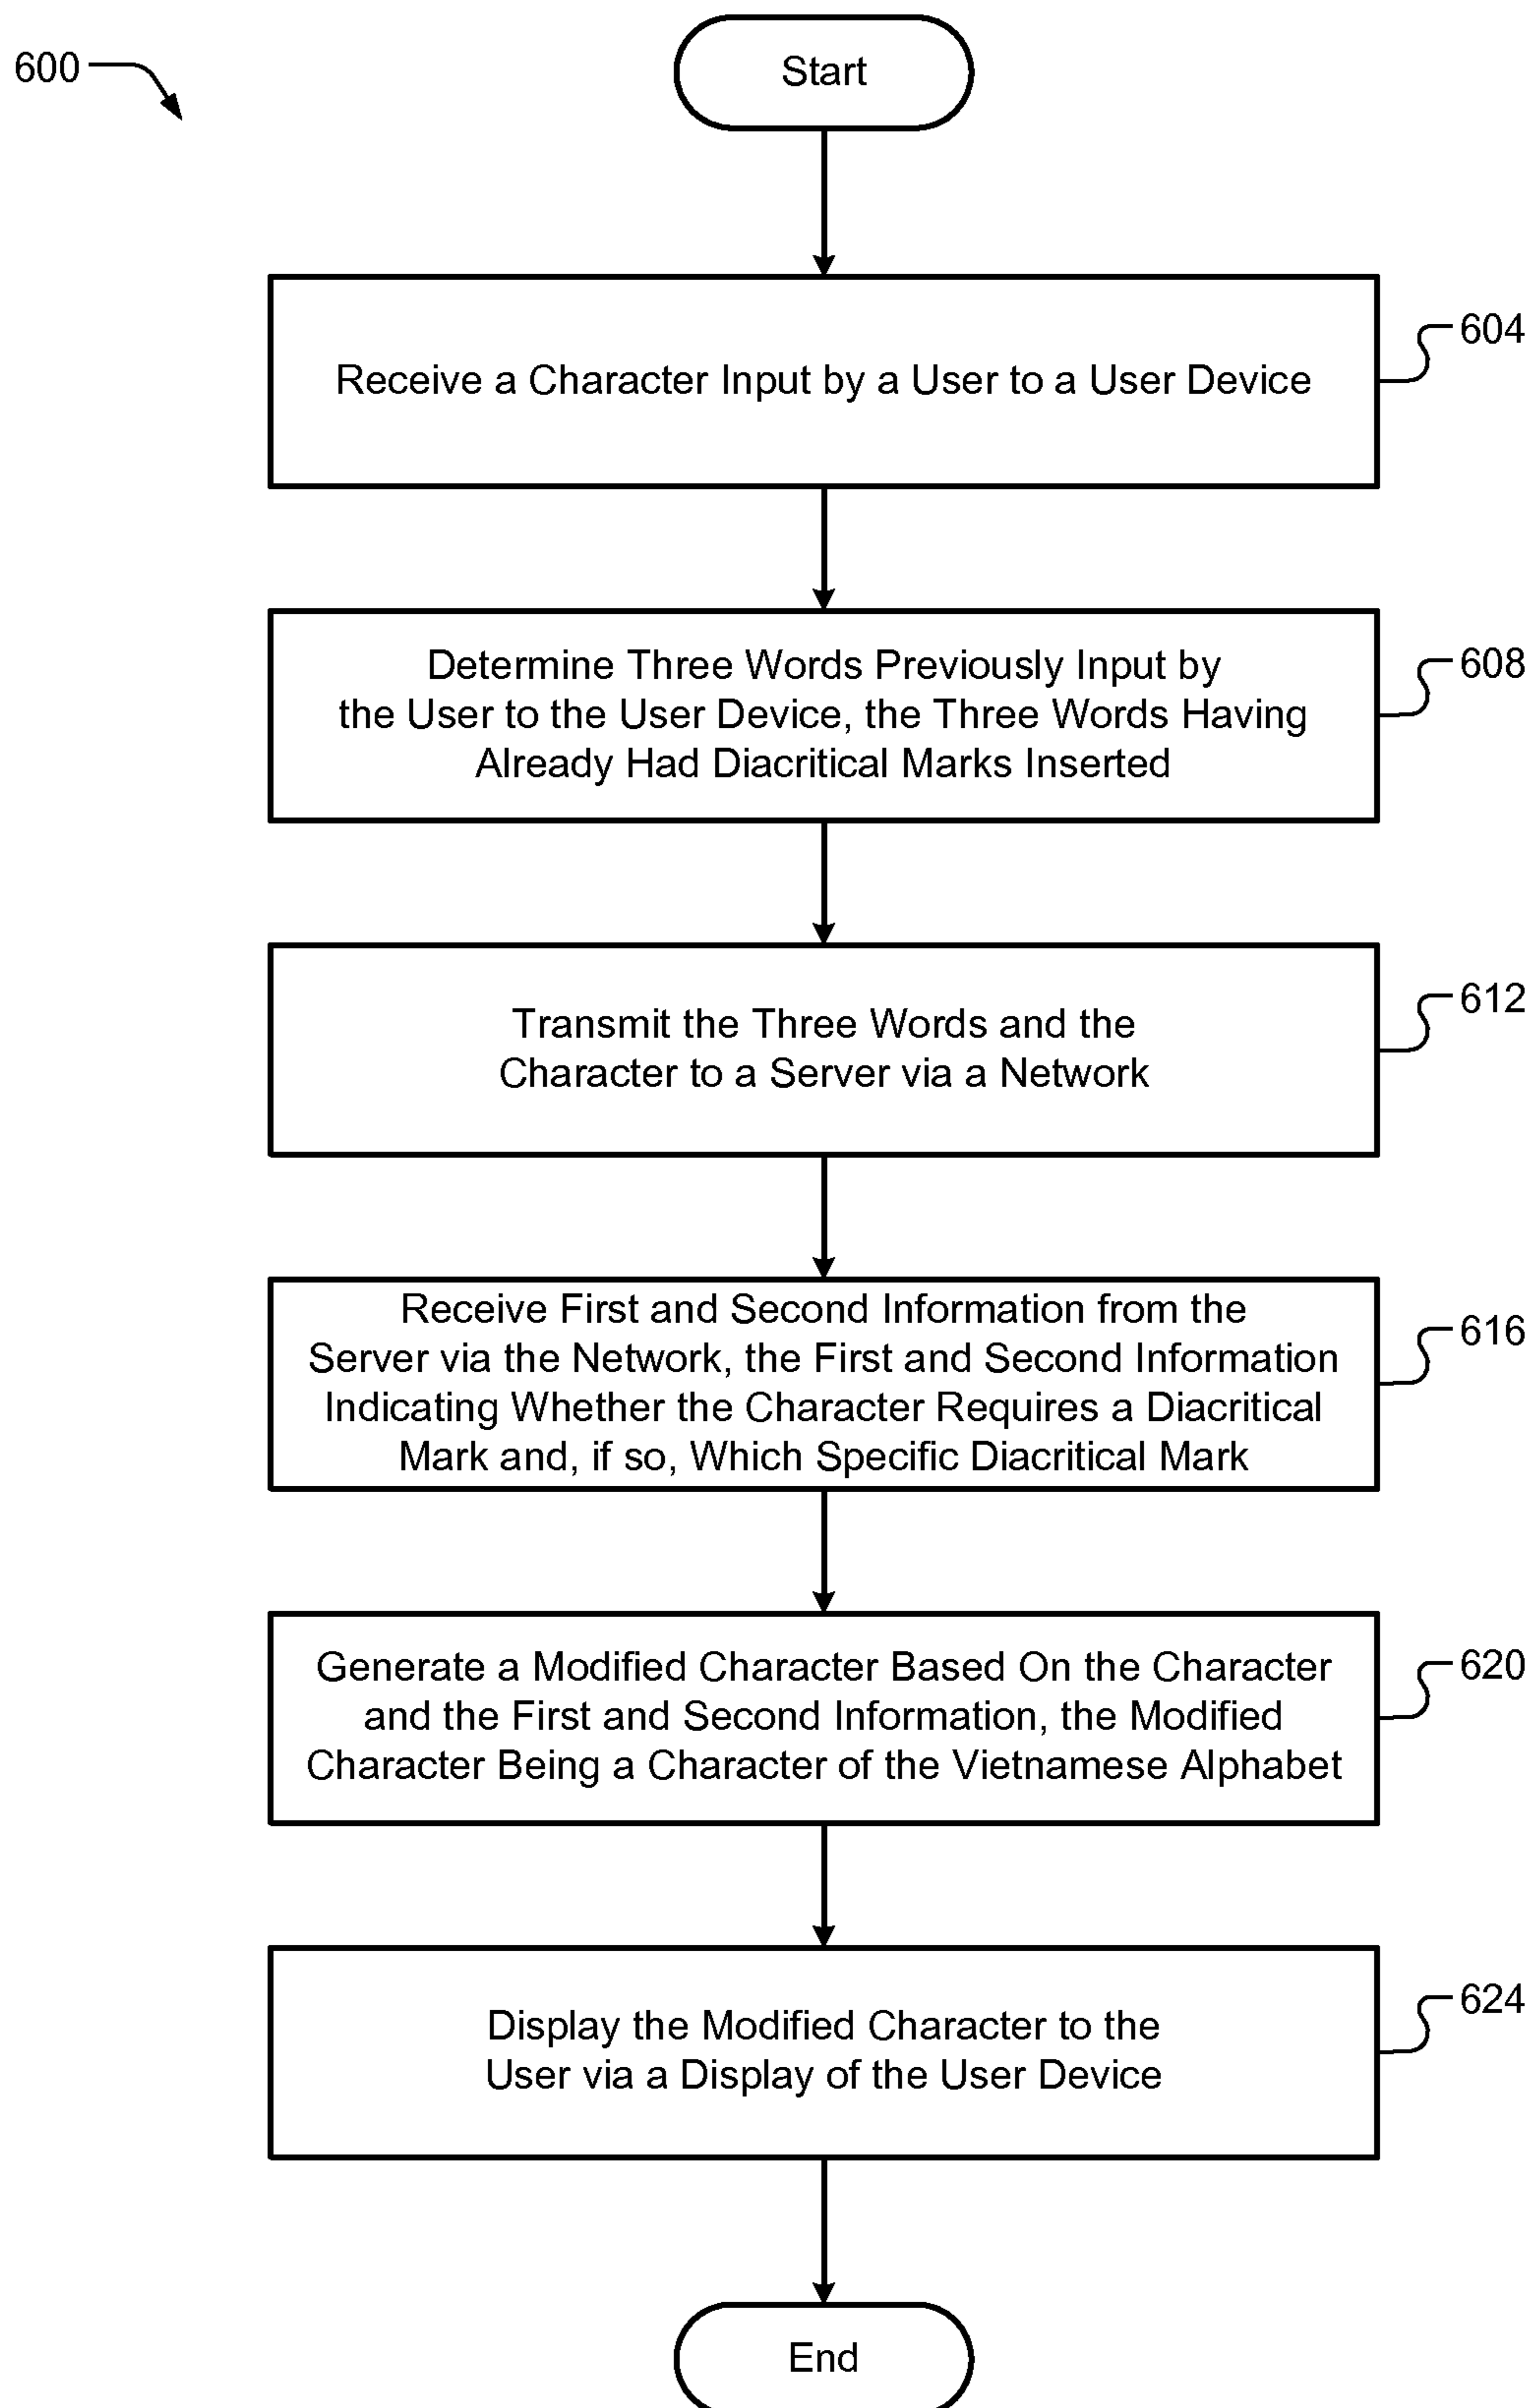 600
Start
Receive a Character Input by a User to a User Device
604
Determine Three Words Previously Input by
the User to the User Device, the Three Words Having
Already Had Diacritical Marks Inserted
608
Transmit the Three Words and the
Character to a Server via a Network
612
Receive First and Second Information from the
Server via the Network, the First and Second Information
Indicating Whether the Character Requires a Diacritical
Mark and, if so, Which Specific Diacritical Mark
616
Generate a Modified Character Based On the Character
and the First and Second Information, the Modified
Character Being a Character of the Vietnamese Alphabet
620
Display the Modified Character to the
User via a Display of the User Device
624
End